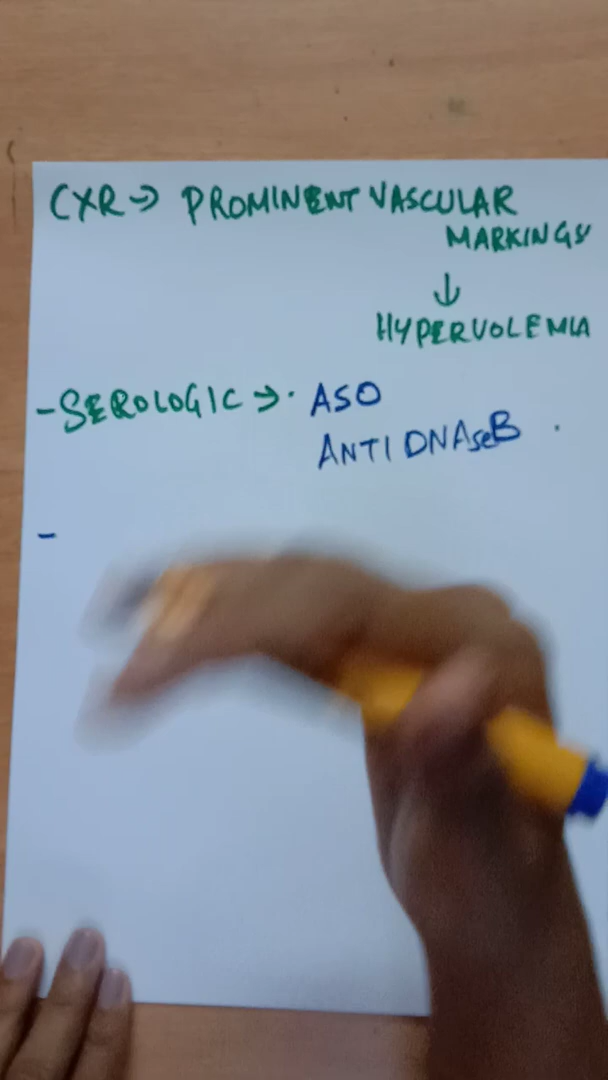 CXR → PROMINENT VASCULAR
MARKINGS
↓
HYPERVOLEMIA
- SEROLOGIC → · ASO
ANTI DNAseB ·
-